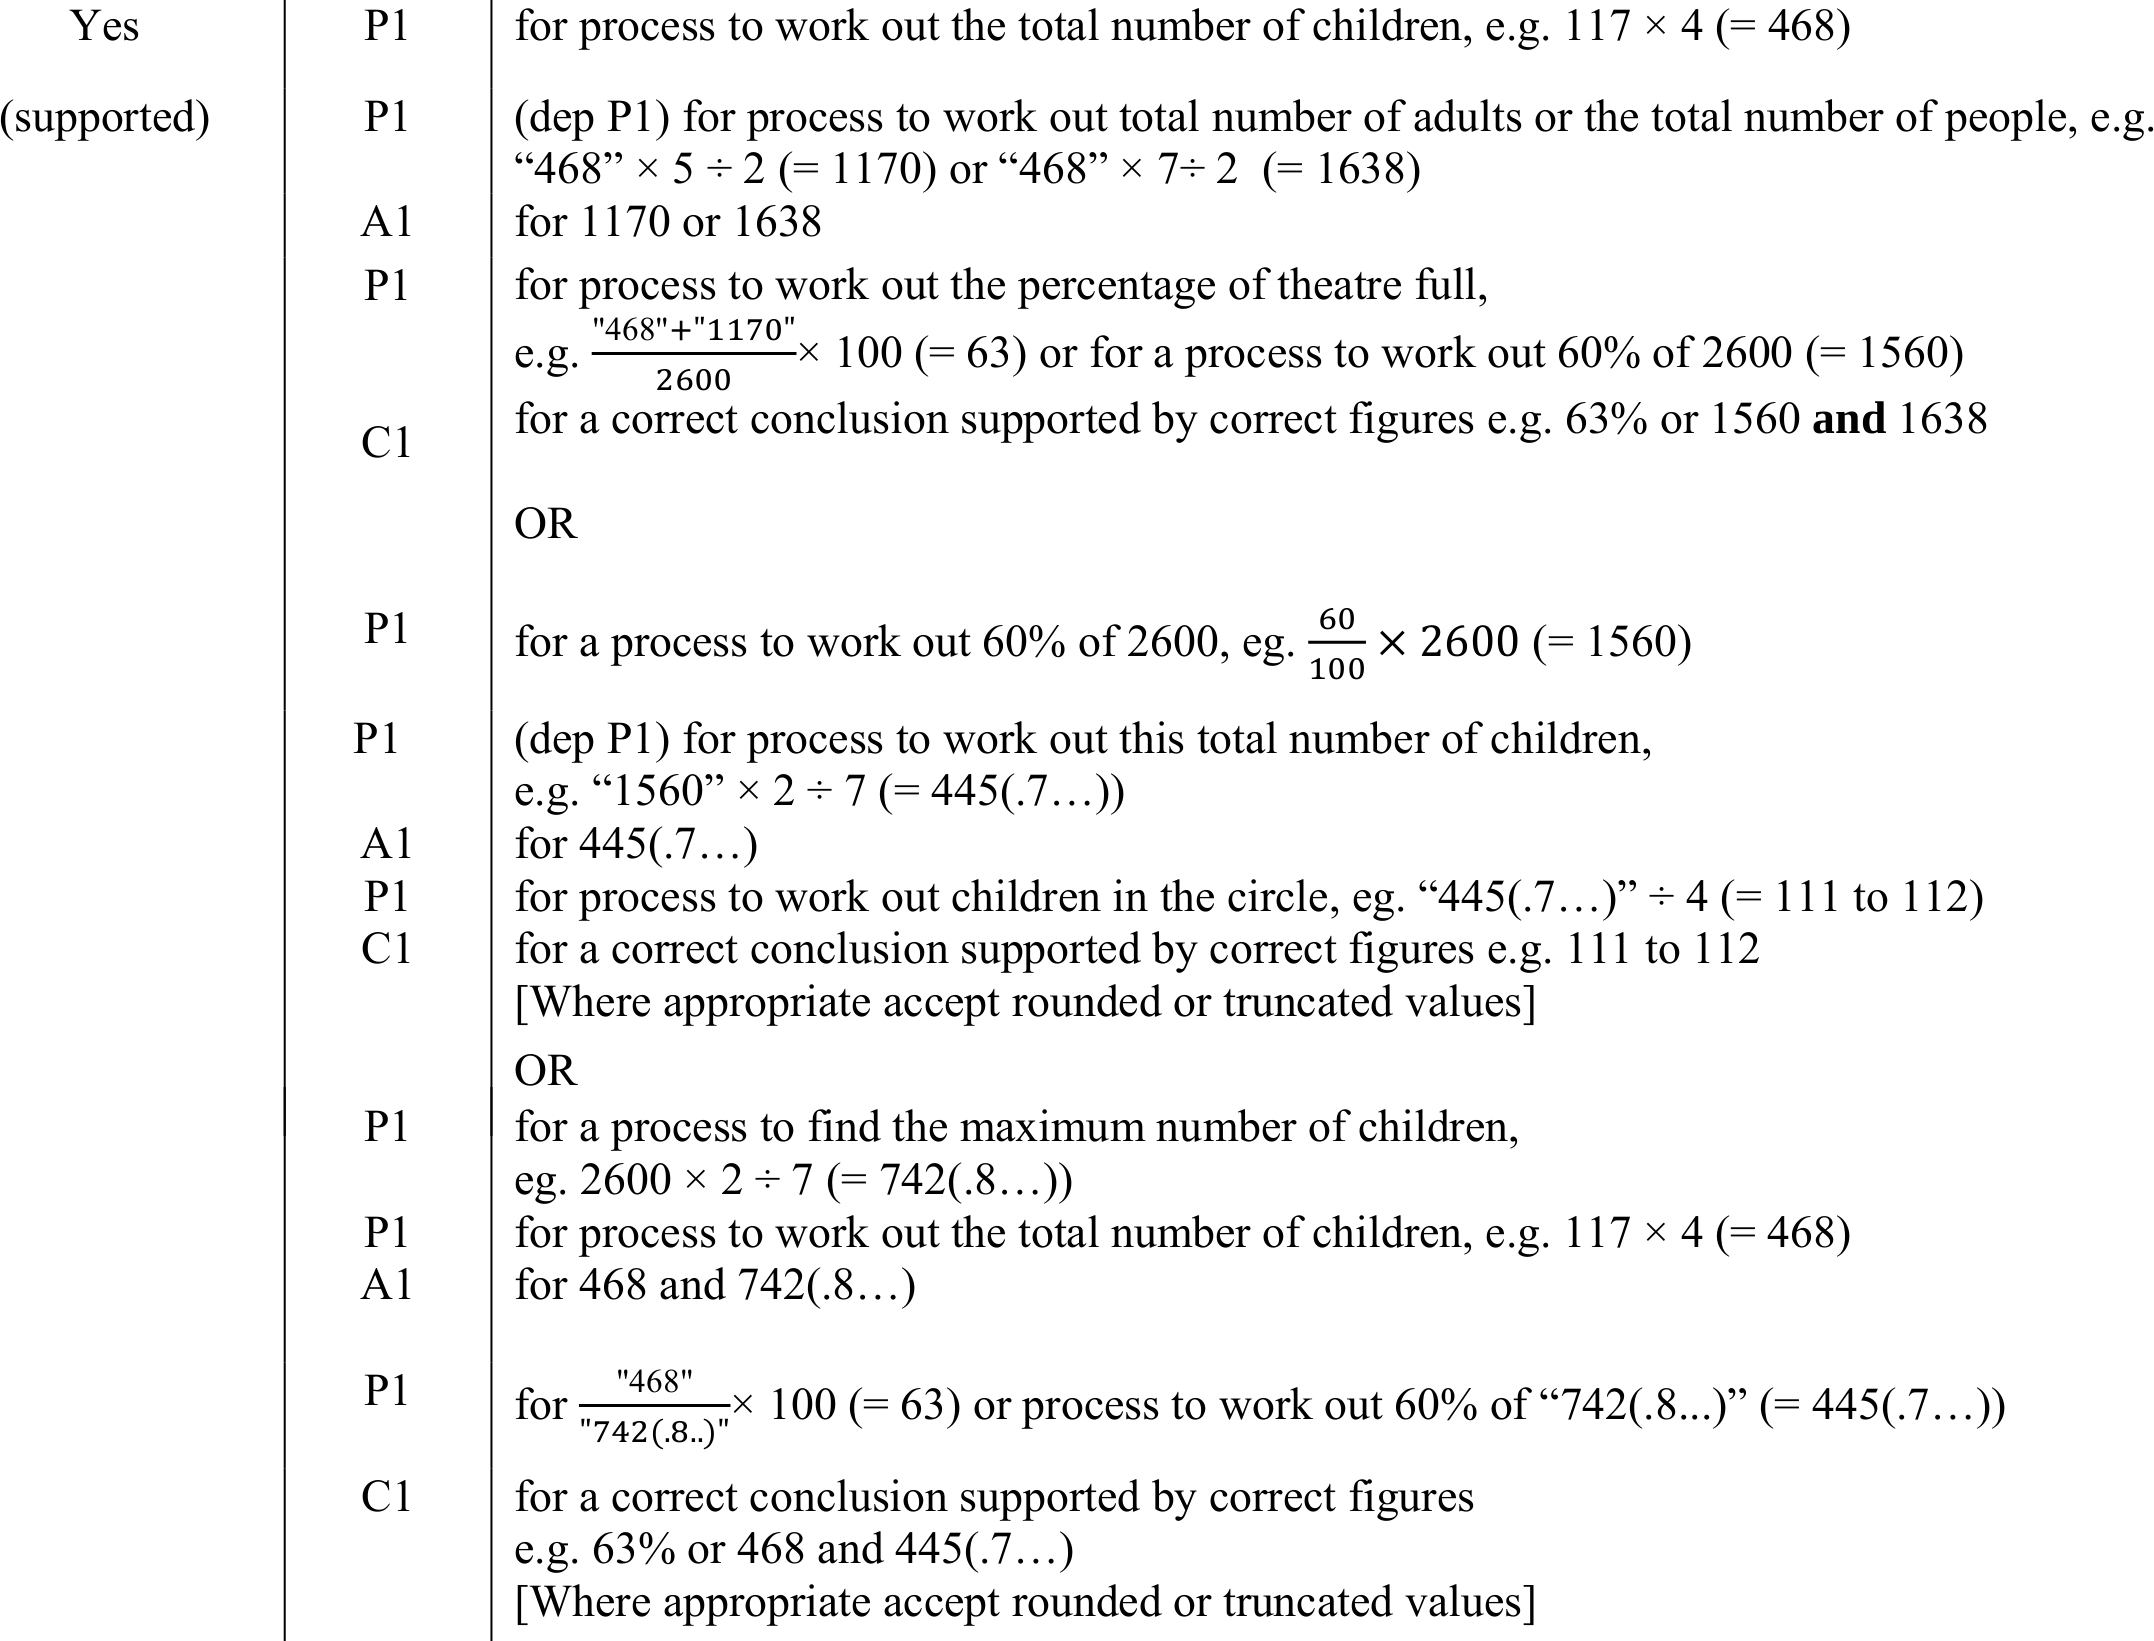 Yes P1 for process to work out the total number of children, e.g. 117 × 4 (= 468)
(supported) P1 (dep P1) for process to work out total number of adults or the total number of people, e.g.
“468” × 5 ÷ 2 (= 1170) or “468” × 7÷ 2 (= 1638)
A1 for 1170 or 1638
P1 for process to work out the percentage of theatre full,
e.g. "468"+"1170"/2600 × 100 (= 63) or for a process to work out 60% of 2600 (= 1560)
C1 for a correct conclusion supported by correct figures e.g. 63% or 1560 and 1638
OR
P1 for a process to work out 60% of 2600, eg. 60/100 × 2600 (= 1560)
P1 (dep P1) for process to work out this total number of children,
e.g. “1560” × 2 ÷ 7 (= 445(.7…))
A1 for 445(.7…)
P1 for process to work out children in the circle, eg. “445(.7…)” ÷ 4 (= 111 to 112)
C1 for a correct conclusion supported by correct figures e.g. 111 to 112
[Where appropriate accept rounded or truncated values]
OR
P1 for a process to find the maximum number of children,
eg. 2600 × 2 ÷ 7 (= 742(.8…))
P1 for process to work out the total number of children, e.g. 117 × 4 (= 468)
A1 for 468 and 742(.8…)
P1 for "468"/"742(.8..)" × 100 (= 63) or process to work out 60% of “742(.8...)” (= 445(.7…))
C1 for a correct conclusion supported by correct figures
e.g. 63% or 468 and 445(.7…)
[Where appropriate accept rounded or truncated values]